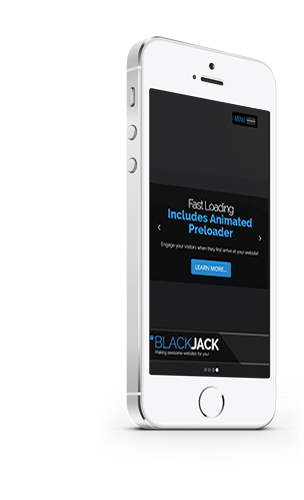 MENU
Fast Loading
Includes Animated
Preloader
Engage your visitors when they first arrive at your website!
LEARN MORE...
BLACKJACK
Making awesome websites for you!